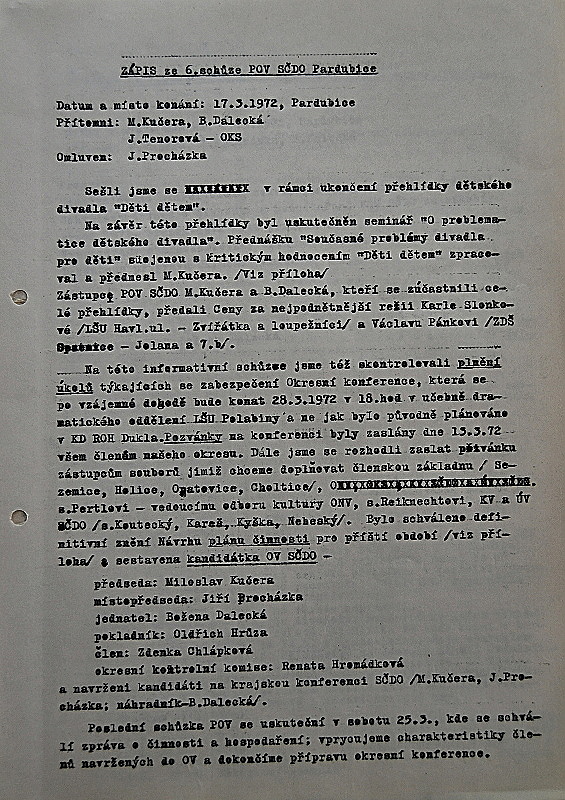 ZÁPIS ze 6.schůze POV SČDO Pardubice
Datum a místo konání: 17.3.1972, Pardubice
Přítomni: M.Kučera, B.Dalecká
J.Tenorová - OKS
Omluven: J.Procházka
Sešli jsme se v rámci ukončení přehlídky dětského
divadla "Děti dětem".
Na závěr této přehlídky byl uskutečněn seminář "O problema-
tice dětského divadla". Přednášku "Současné problémy divadla
pro děti" spojenou s kritickým hodnocením "Děti dětem" zpraco-
val a přednesl M.Kučera. /Viz příloha/
Zástupce POV SČDO M.Kučera a B.Dalecká, kteří se zúčastnili ce-
lé přehlídky, předali Ceny za nejpodnětnější režii Karle Slonko-
vé /LŠU Havl.ul. - Zvířátka a loupežníci/ a Václavu Pánkovi /ZDŠ
- Jolana a 7.b/.
Na této informativní schůzce jsme též skontrolovali plnění
úkolů týkajících se zabezpečení Okresní konference, která se
po vzájemné dohodě bude konat 28.3.1972 v 18.hod v učebně dra-
matického oddělení LŠU Polabiny a ne jak bylo původně plánováno
v KD ROH Dukla.Pozvánky na konferenci byly zaslány dne 13.3.72
všem členům našeho okresu. Dále jsme se rozhodli zaslat pozvánku
zástupcům souborů jimiž chceme doplňovat členskou základnu / Se-
zemice, Holice, Opatovice, Choltice/,
s.Pertlovi - vedoucímu odboru kultury ONV, s.Reiknechtovi, KV a ÚV
SČDO /s.Koutecký, Kareš, Kyška, Nebeský/. Bylo schváleno defi-
nitivní znění Návrhu plánu činnosti pro příští období /viz pří-
loha/ a sestavena kandidátka OV SČDO -
předseda: Miloslav Kučera
místopředseda: Jiří Procházka
jednatel: Božena Dalecká
pokladník: Oldřich Hrůza
člen: Zdenka Chlápková
okresní kontrolní komise: Renata Hromádková
a navrženi kandidáti na krajskou konferenci SČDO /M.Kučera, J.Pro-
cházka; náhradník-B.Dalecká/.
Poslední schůzka POV se uskuteční v sobotu 25.3., kde se schvá-
lí zpráva o činnosti a hospodaření; vpryoujeme charakteristiky čle-
nů navržených do OV a dokončíme přípravu okresní konference.